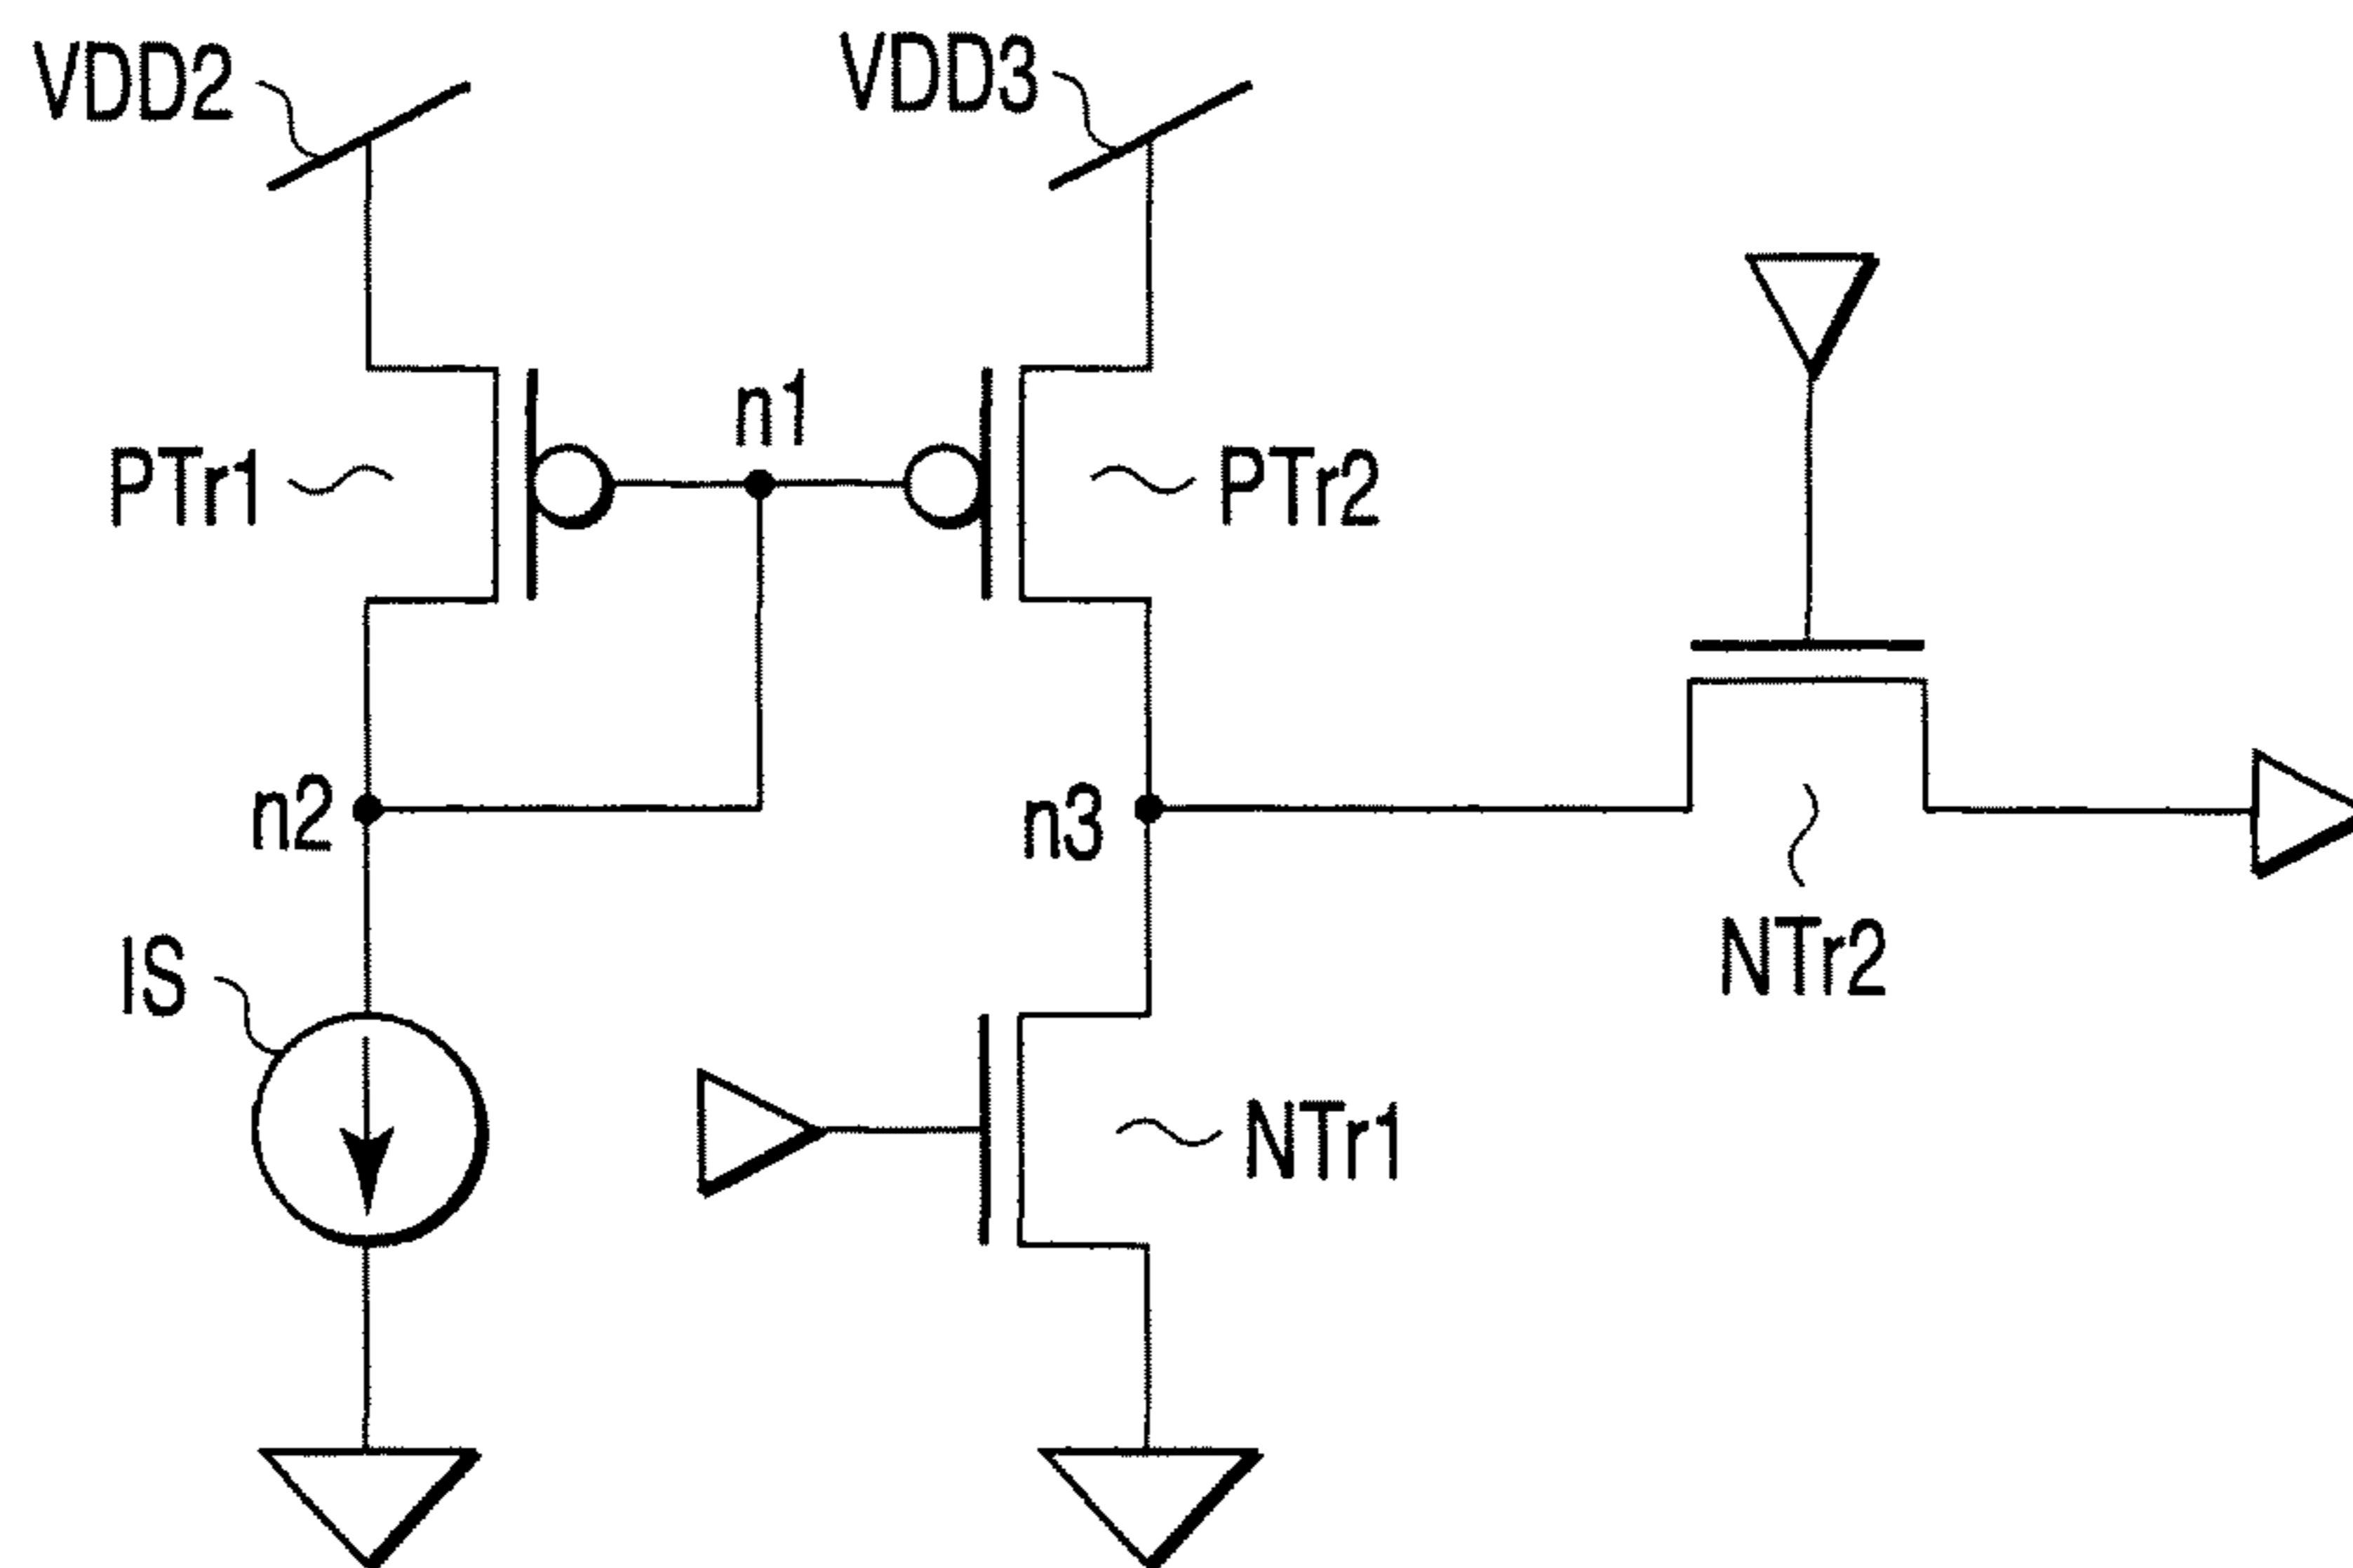 VDD2
VDD3
n1
PTr1
PTr2
n2
n3
IS
NTr2
NTr1